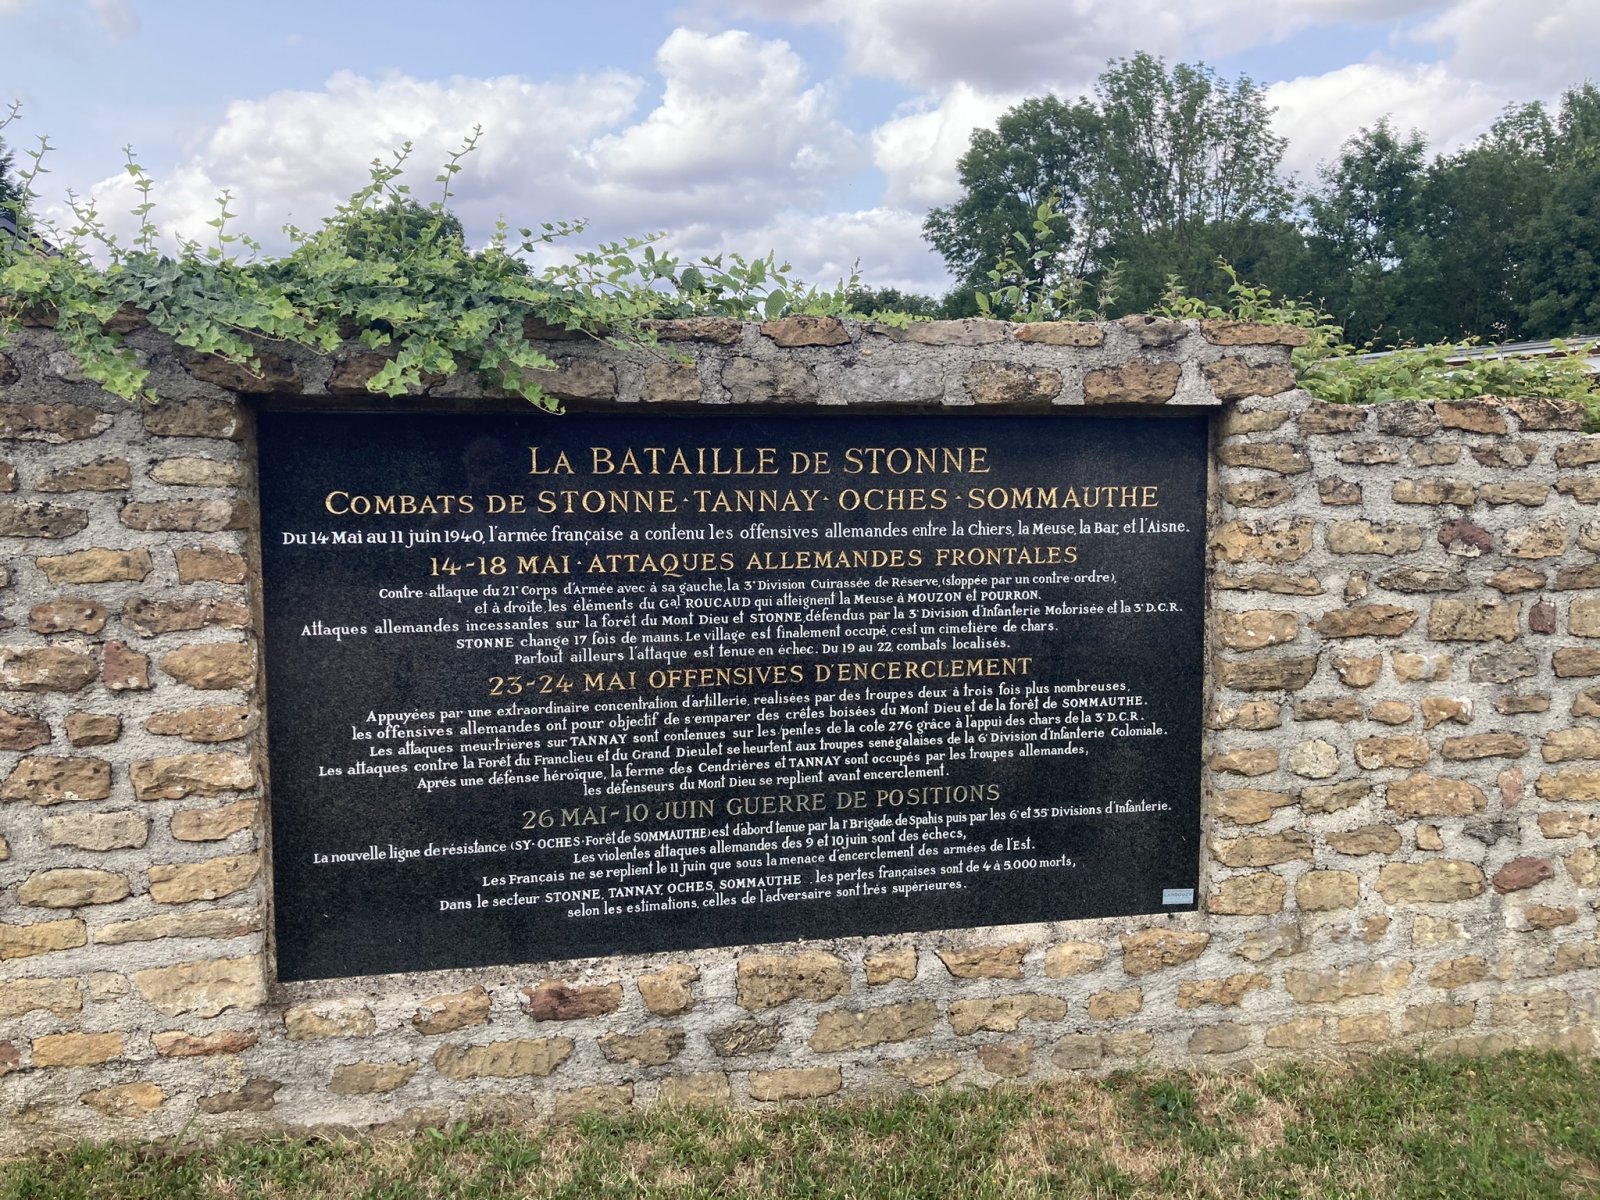 LA BATAILLE DE STONNE
COMBATS DE STONNE · TANNAY · OCHES · SOMMAUTHE
Du 14 Mai au 11 juin 1940, l'armée française a contenu les offensives allemandes entre la Chiers, la Meuse, la Bar, et l'Aisne.
14-18 MAI · ATTAQUES ALLEMANDES FRONTALES
Contre-attaque du 21e Corps d'Armée avec à sa gauche, la 3e Division Cuirassée de Réserve, (stoppée par un contre-ordre),
et à droite, les éléments du Gal ROUCAUD qui atteignent la Meuse à MOUZON et POURRON.
Attaques allemandes incessantes sur la forêt du Mont Dieu et STONNE, défendus par la 3e Division d'Infanterie Motorisée et la 3e D.C.R.
STONNE change 17 fois de mains. Le village est finalement occupé, c'est un cimetière de chars.
Partout ailleurs l'attaque est tenue en échec. Du 19 au 22, combats localisés.
23-24 MAI OFFENSIVES D'ENCERCLEMENT
Appuyées par une extraordinaire concentration d'artillerie, realisées par des troupes deux à trois fois plus nombreuses,
les offensives allemandes ont pour objectif de s'emparer des crêtes boisées du Mont Dieu et de la forêt de SOMMAUTHE.
Les attaques meurtrières sur TANNAY sont contenues sur les pentes de la cote 276 grâce à l'appui des chars de la 3e D.C.R.
Les attaques contre la Forêt du Franclieu et du Grand Dieulet se heurtent aux troupes senégalaises de la 6e Division d'Infanterie Coloniale.
Aprés une défense héroïque, la ferme des Cendrières et TANNAY sont occupés par les troupes allemandes,
les défenseurs du Mont Dieu se replient avant encerclement.
26 MAI-10 JUIN GUERRE DE POSITIONS
La nouvelle ligne de résistance (SY-OCHES-Forêt de SOMMAUTHE) est d'abord tenue par la 1e Brigade de Spahis puis par les 6e et 35e Divisions d'Infanterie.
Les violentes attaques allemandes des 9 et 10 juin sont des échecs,
Les Français ne se replient le 11 juin que sous la menace d'encerclement des armées de l'Est.
Dans le secteur STONNE, TANNAY, OCHES, SOMMAUTHE.. les pertes françaises sont de 4 à 5.000 morts,
selon les estimations, celles de l'adversaire sont trés supérieures.